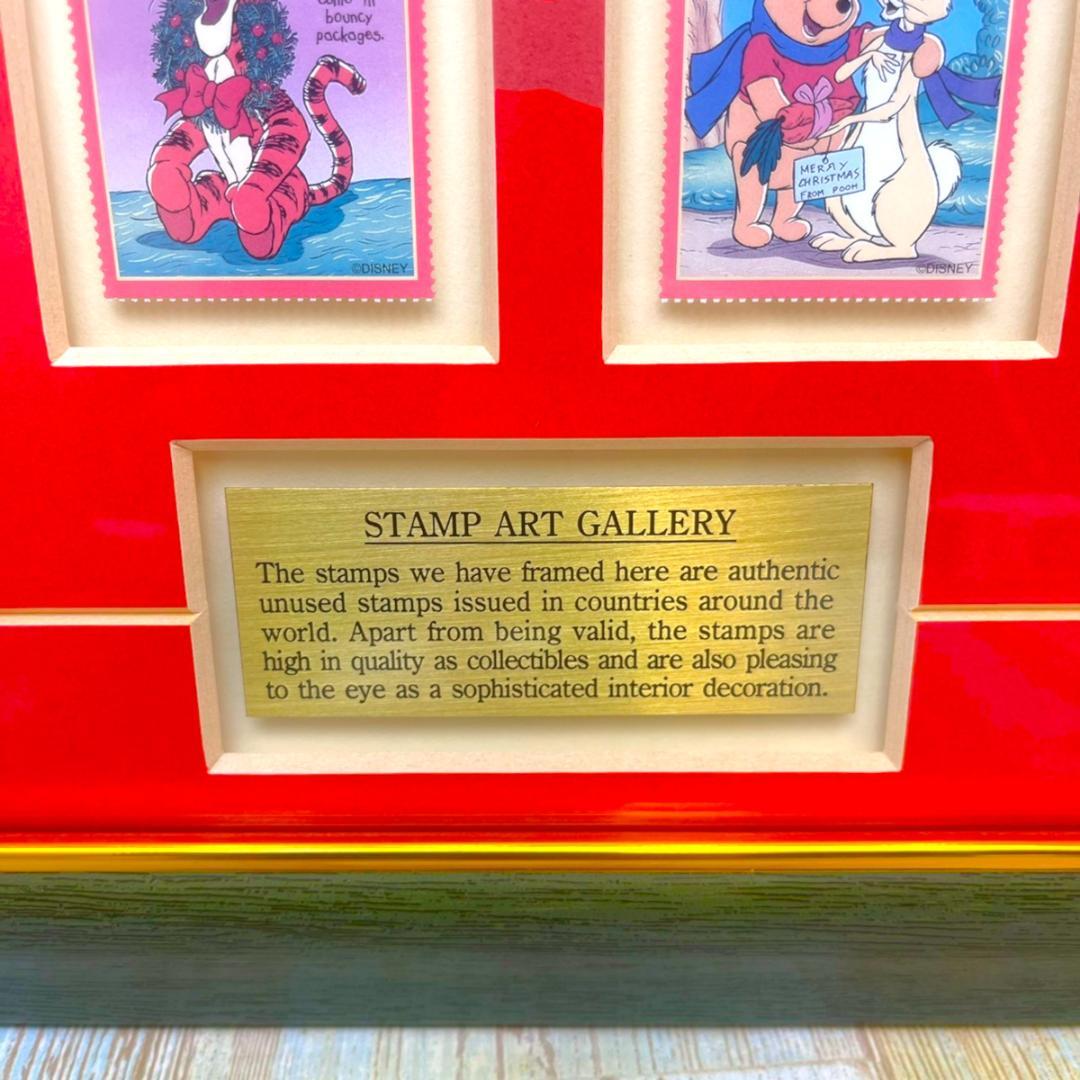 bouncy
packages.
MERRY
CHRISTMAS
FROM POOH
©DISNEY
©DISNEY
STAMP ART GALLERY
The stamps we have framed here are authentic
unused stamps issued in countries around the
world. Apart from being valid, the stamps are
high in quality as collectibles and are also pleasing
to the eye as a sophisticated interior decoration.